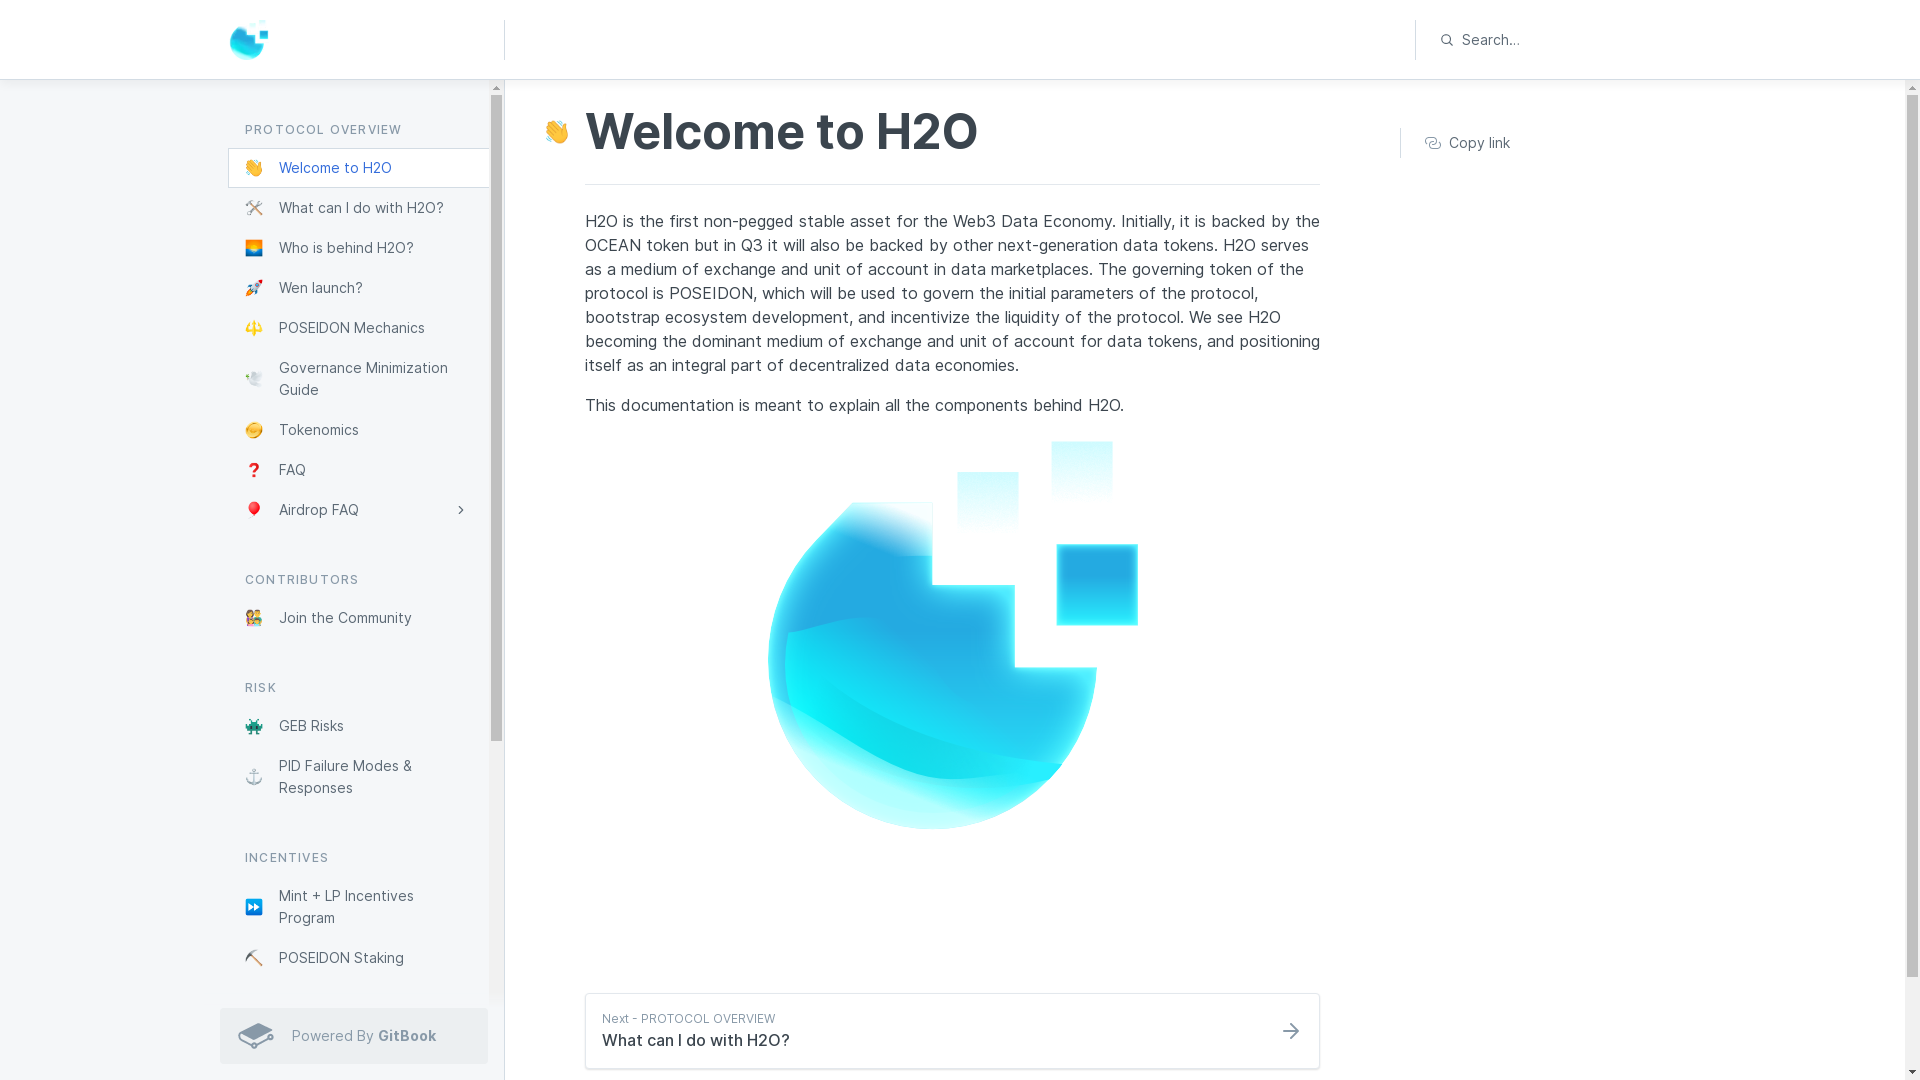 Search…
PROTOCOL OVERVIEW
Welcome to H2O
What can I do with H2O?
Who is behind H2O?
Wen launch?
POSEIDON Mechanics
Governance Minimization
Guide
Tokenomics
FAQ
Airdrop FAQ
CONTRIBUTORS
Join the Community
RISK
GEB Risks
PID Failure Modes &
Responses
INCENTIVES
Mint + LP Incentives
Program
POSEIDON Staking
Powered By GitBook
Welcome to H2O
H2O is the first non-pegged stable asset for the Web3 Data Economy. Initially, it is backed by the
OCEAN token but in Q3 it will also be backed by other next-generation data tokens. H2O serves
as a medium of exchange and unit of account in data marketplaces. The governing token of the
protocol is POSEIDON, which will be used to govern the initial parameters of the protocol,
bootstrap ecosystem development, and incentivize the liquidity of the protocol. We see H2O
becoming the dominant medium of exchange and unit of account for data tokens, and positioning
itself as an integral part of decentralized data economies.
This documentation is meant to explain all the components behind H2O.
Next - PROTOCOL OVERVIEW
What can I do with H2O?
Copy link